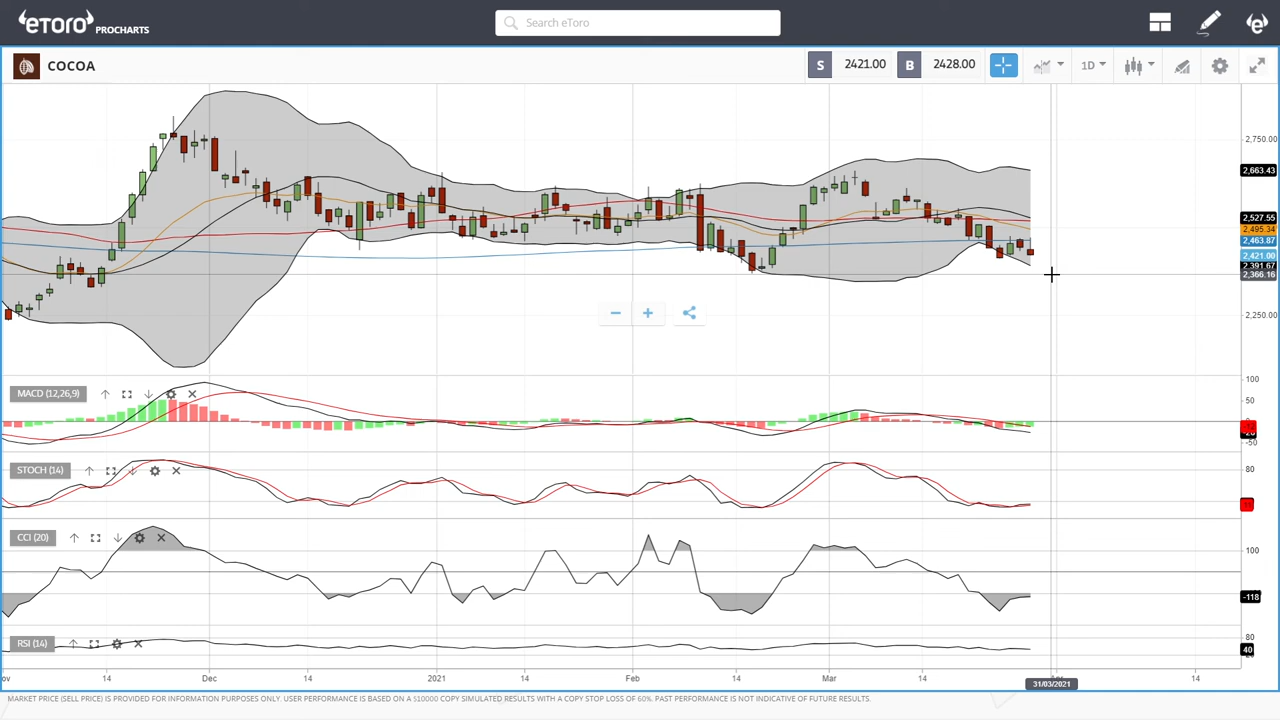 eToro PROCHARTS
Search eToro
COCOA
S 2421.00 B 2428.00
1D
2,750.00
2,663.43
2,527.55
2,495.34
2,463.87
2,421.00
2,391.67
2,366.16
2,250.00
MACD (12,26,9)
100
50
-50
STOCH (14)
80
CCI (20)
100
-118
RSI (14)
80
40
14 Dec 14 2021 14 Feb 14 Mar 14 14
31/03/2021
MARKET PRICE (SELL PRICE) IS PROVIDED FOR INFORMATION PURPOSES ONLY. USER PERFORMANCE IS BASED ON A $10000 COPY SIMULATED RESULTS WITH A COPY STOP LOSS OF 60%. PAST PERFORMANCE IS NOT INDICATIVE OF FUTURE RESULTS.